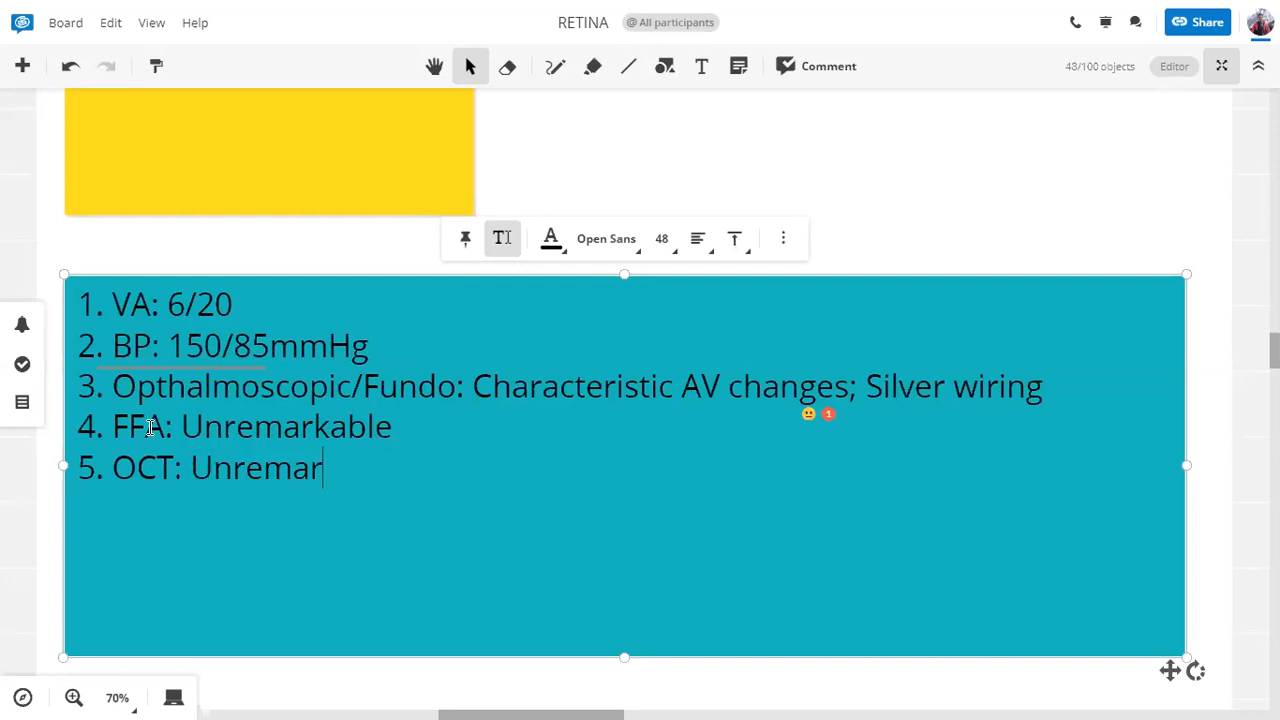 Board Edit View Help RETINA @ All participants Share
Comment 43/100 objects Editor
T A Open Sans 48
1. VA: 6/20
2. BP: 150/85mmHg
3. Opthalmoscopic/Fundo: Characteristic AV changes; Silver wiring
1
4. FFA: Unremarkable
5. OCT: Unremar
70%